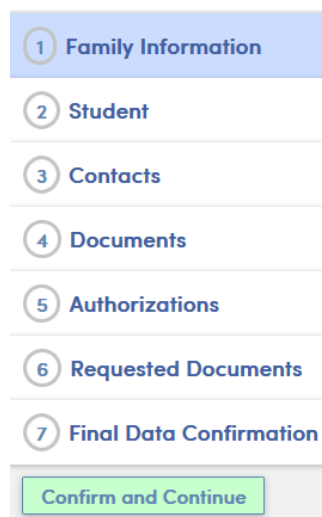 1 Family Information
2 Student
3 Contacts
4 Documents
5 Authorizations
6 Requested Documents
7 Final Data Confirmation
Confirm and Continue